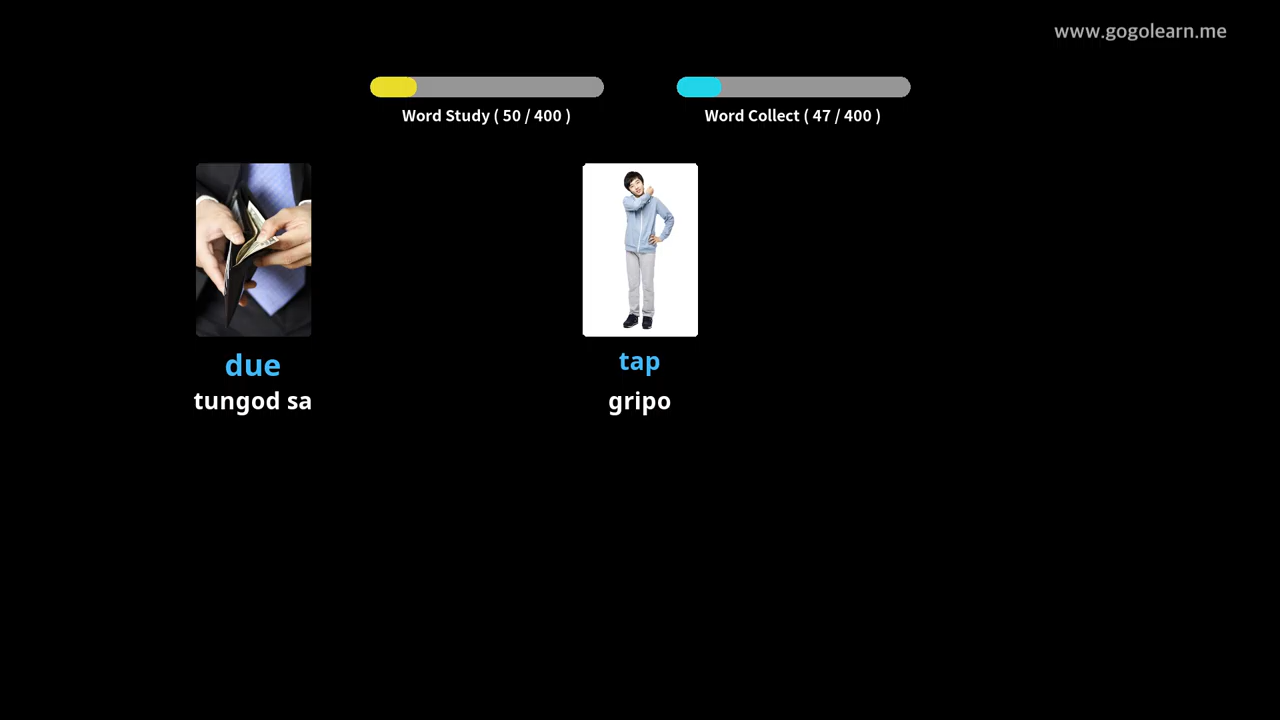 www.gogolearn.me
Word Study ( 50 / 400 )
Word Collect ( 47 / 400 )
due
tungod sa
tap
gripo